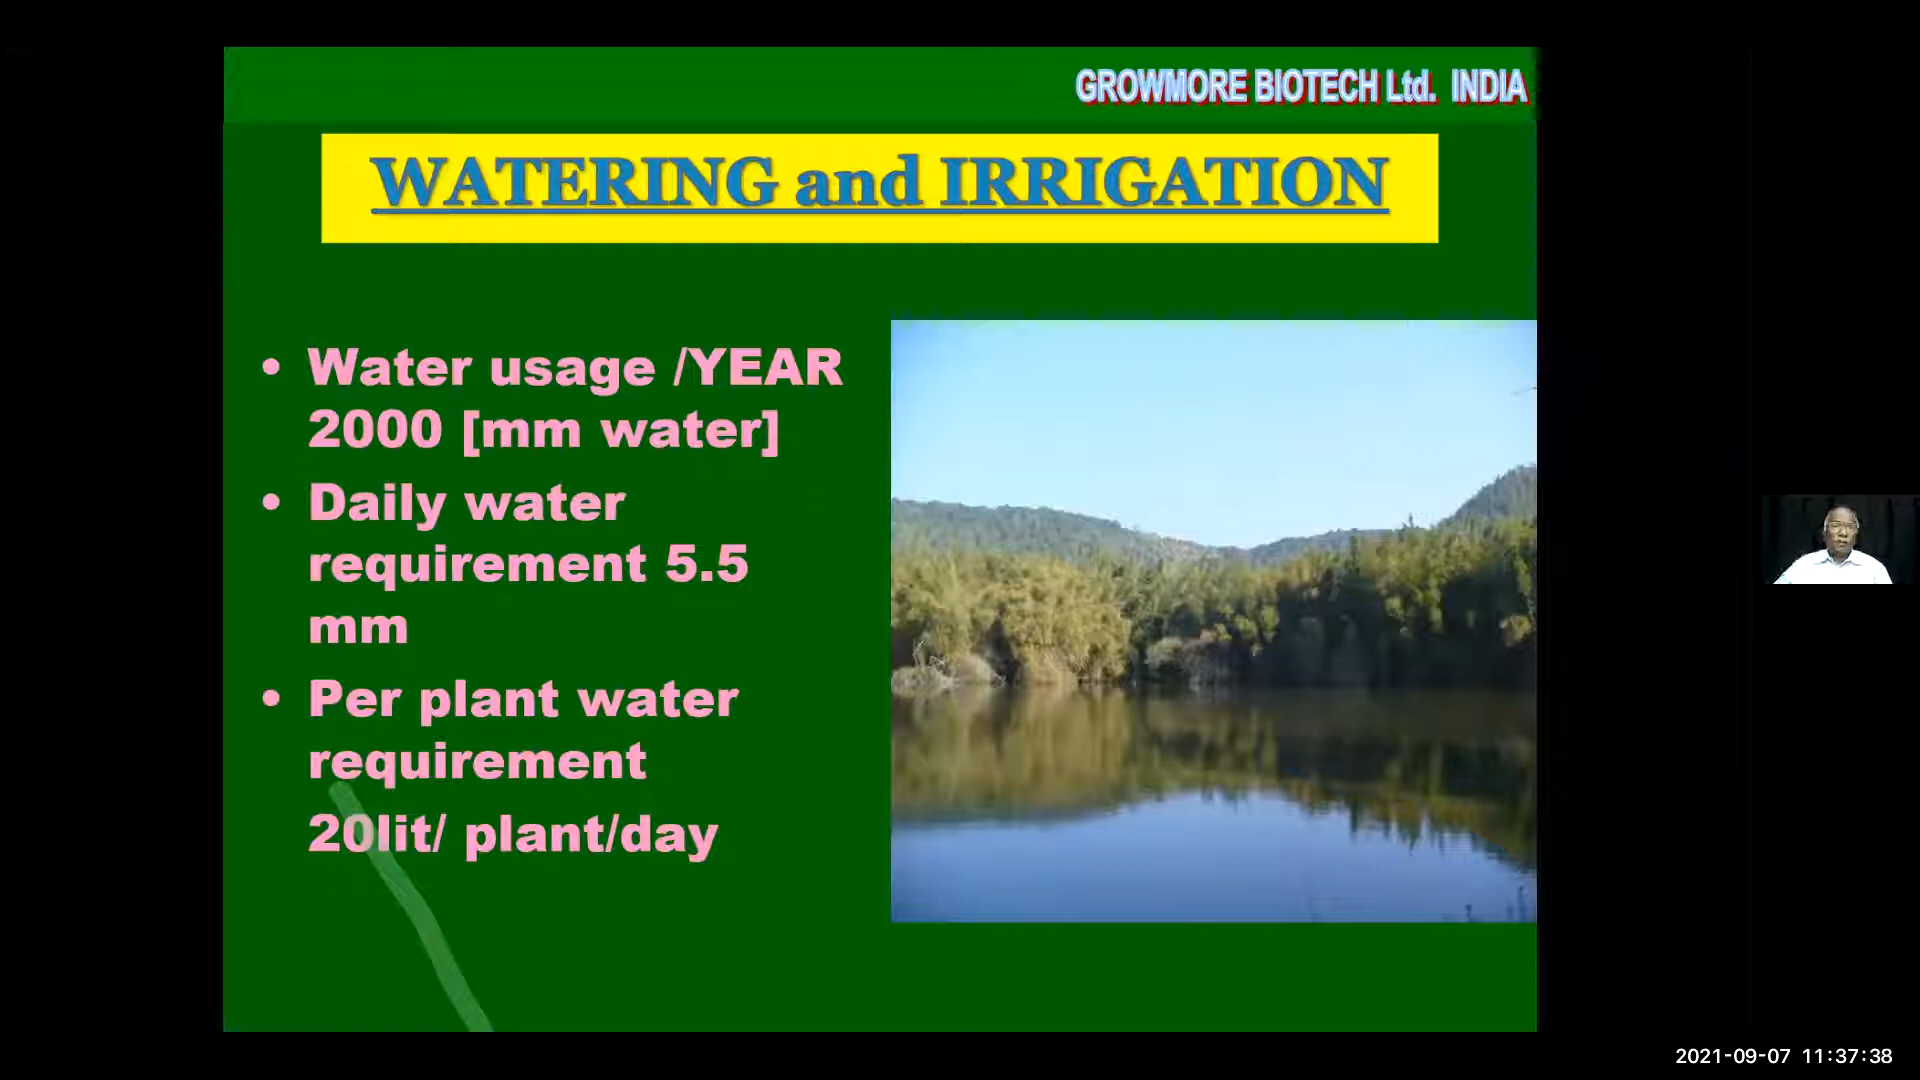 GROWMORE BIOTECH Ltd. INDIA
WATERING and IRRIGATION
• Water usage /YEAR
2000 [mm water]
• Daily water
requirement 5.5
mm
• Per plant water
requirement
20lit/ plant/day
2021-09-07 11:37:38